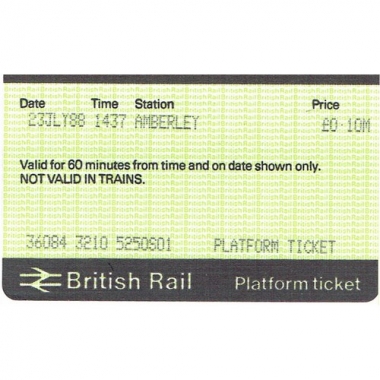 Date Time Station Price
23JLY88 1437 AMBERLEY £0·10M
Valid for 60 minutes from time and on date shown only.
NOT VALID IN TRAINS.
36084 3210 5250S01 PLATFORM TICKET
British Rail Platform ticket